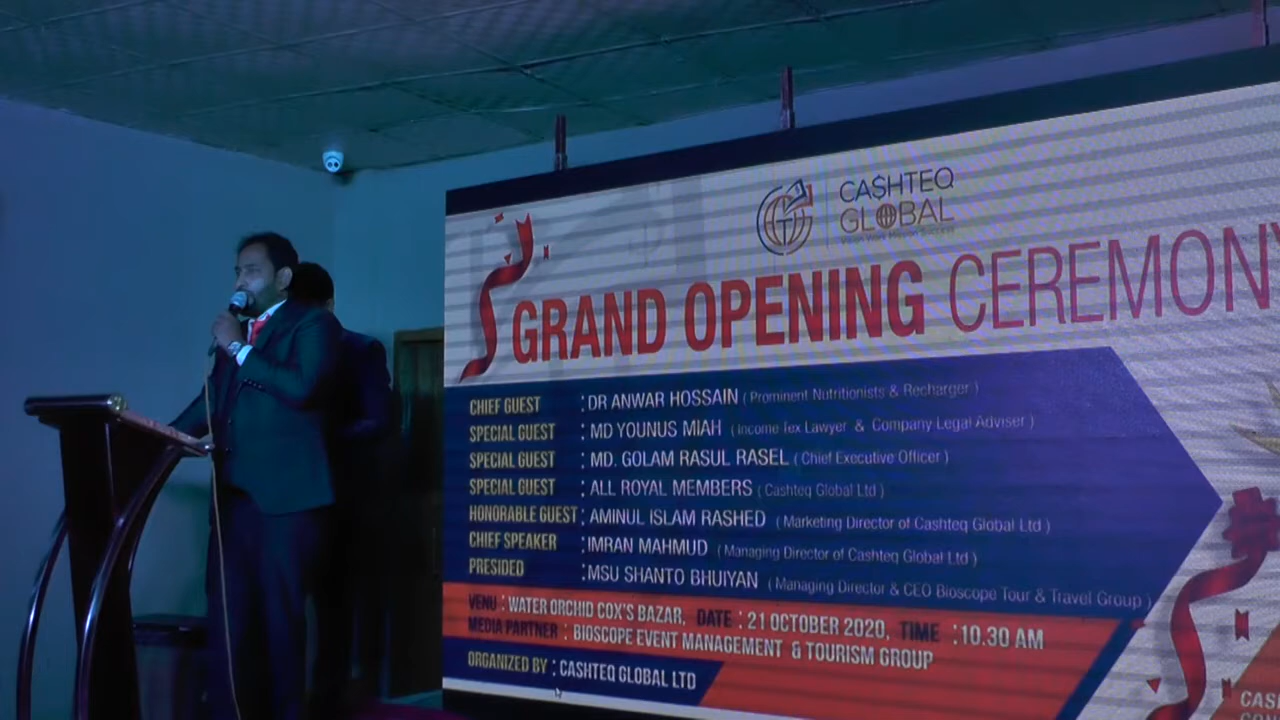 CA$HTEQ
GLOBAL
GRAND OPENING CEREMONY
CHIEF GUEST : DR ANWAR HOSSAIN ( Prominent Nutritionists & Recharger )
SPECIAL GUEST : MD YOUNUS MIAH ( Income Tex Lawyer & Company Legal Adviser )
SPECIAL GUEST : MD. GOLAM RASUL RASEL ( Chief Executive Officer )
SPECIAL GUEST : ALL ROYAL MEMBERS ( Cashteq Global Ltd )
HONORABLE GUEST : AMINUL ISLAM RASHED ( Marketing Director of Cashteq Global Ltd )
CHIEF SPEAKER : IMRAN MAHMUD ( Managing Director of Cashteq Global Ltd )
PRESIDED : MSU SHANTO BHUIYAN ( Managing Director & CEO Bioscope Tour & Travel Group )
VENU : WATER ORCHID COX'S BAZAR, DATE : 21 OCTOBER 2020, TIME : 10.30 AM
MEDIA PARTNER : BIOSCOPE EVENT MANAGEMENT & TOURISM GROUP
ORGANIZED BY : CASHTEQ GLOBAL LTD